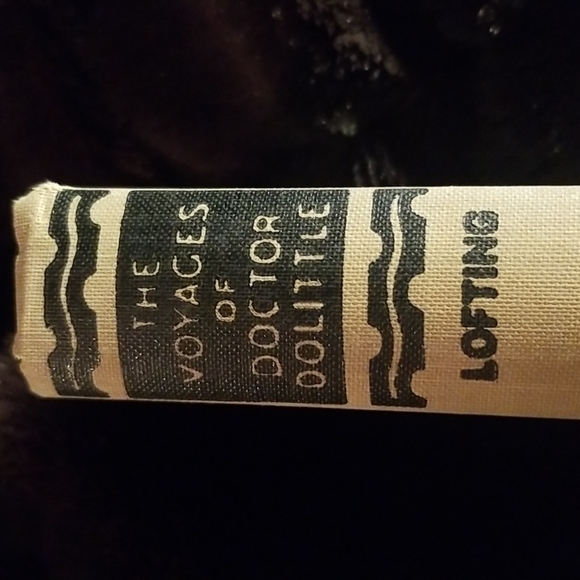 THE
VOYAGES
OF
DOCTOR
DOLITTLE
LOFTING